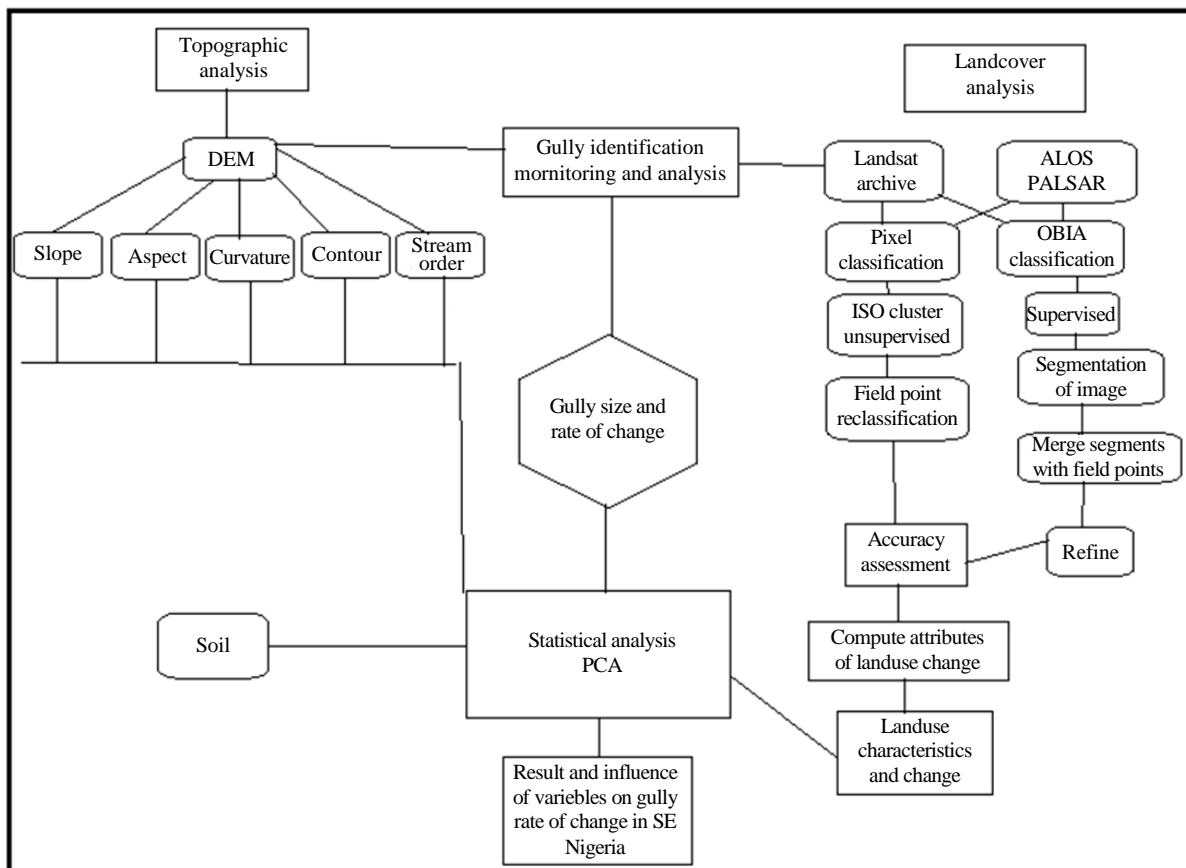 Topographic
analysis
Landcover
analysis
DEM
Gully identification
mornitoring and analysis
Landsat
archive
ALOS
PALSAR
Slope
Aspect
Curvature
Contour
Stream
order
Pixel
classification
OBIA
classification
ISO cluster
unsupervised
Supervised
Segmentation
of image
Gully size and
rate of change
Field point
reclassification
Merge segments
with field points
Accuracy
assessment
Refine
Soil
Statistical analysis
PCA
Compute attributes
of landuse change
Landuse
characteristics
and change
Result and influence
of variebles on gully
rate of change in SE
Nigeria